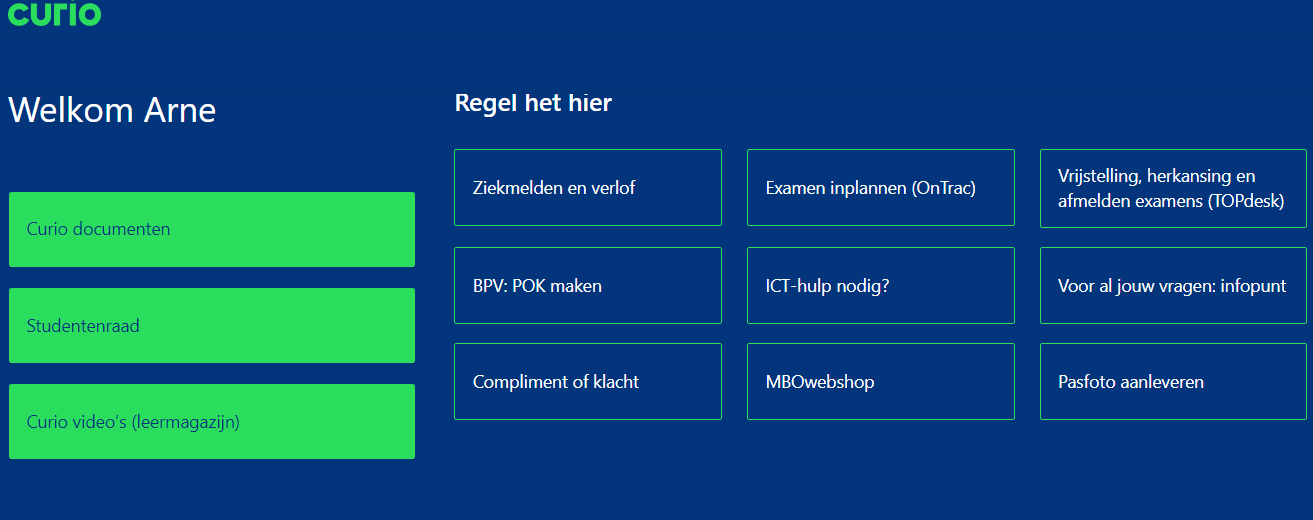 curio
Welkom Arne
Curio documenten
Studentenraad
Curio video’s (leermagazijn)
Regel het hier
Ziekmelden en verlof
Examen inplannen (OnTrac)
Vrijstelling, herkansing en
afmelden examens (TOPdesk)
BPV: POK maken
ICT-hulp nodig?
Voor al jouw vragen: infopunt
Compliment of klacht
MBOwebshop
Pasfoto aanleveren